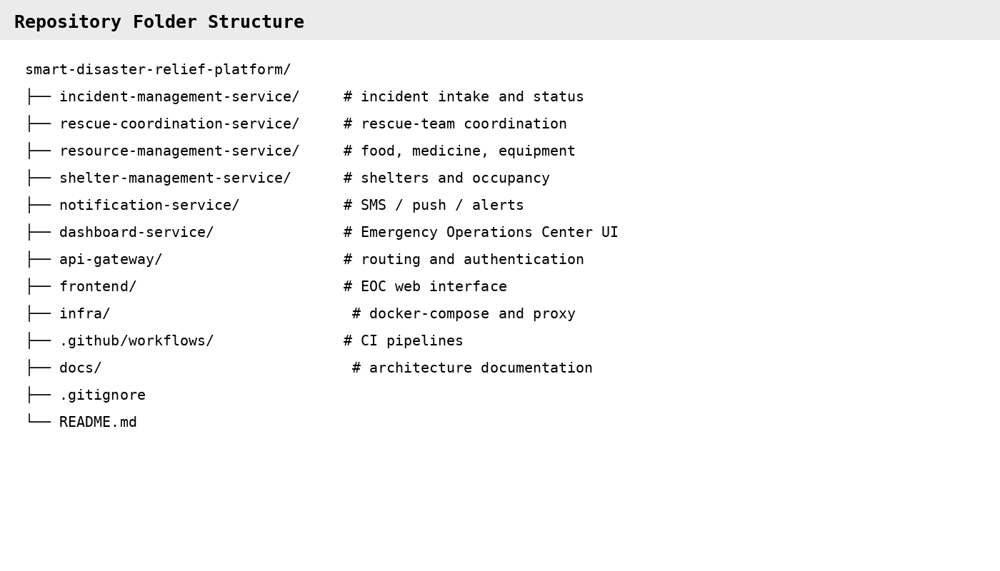 Repository Folder Structure
smart-disaster-relief-platform/
├── incident-management-service/     # incident intake and status
├── rescue-coordination-service/     # rescue-team coordination
├── resource-management-service/     # food, medicine, equipment
├── shelter-management-service/      # shelters and occupancy
├── notification-service/            # SMS / push / alerts
├── dashboard-service/               # Emergency Operations Center UI
├── api-gateway/                     # routing and authentication
├── frontend/                        # EOC web interface
├── infra/                            # docker-compose and proxy
├── .github/workflows/               # CI pipelines
├── docs/                             # architecture documentation
├── .gitignore
└── README.md